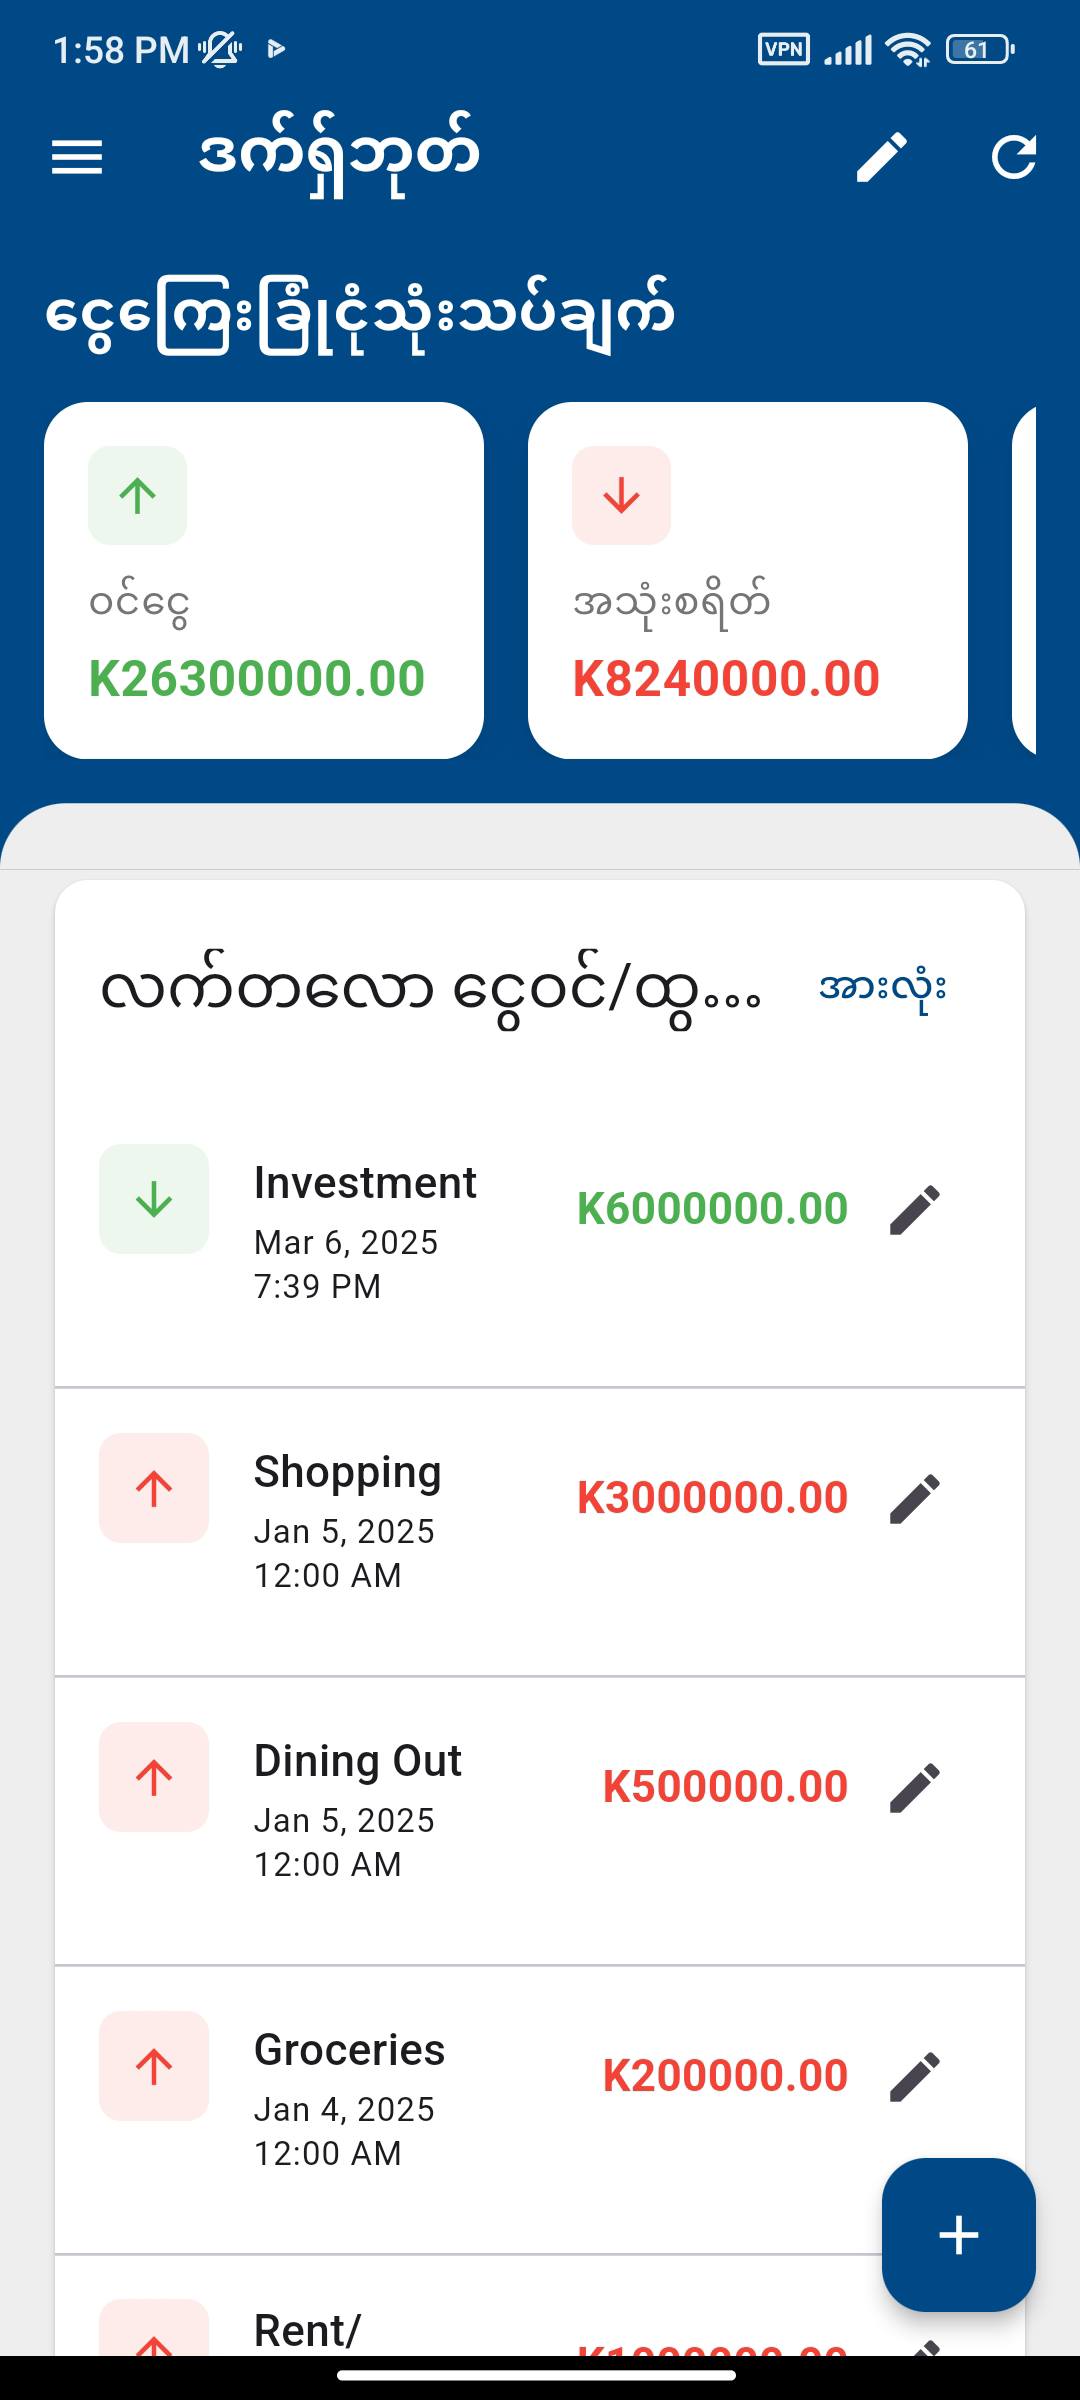 1:58 PM
VPN
61
ဒက်ရှ်ဘုတ်
ငွေကြေးခြုံငုံသုံးသပ်ချက်
ဝင်ငွေ
K26300000.00
အသုံးစရိတ်
K8240000.00
လက်တလော ငွေဝင်/ထွ...
အားလုံး
Investment
K6000000.00
Mar 6, 2025
7:39 PM
Shopping
K3000000.00
Jan 5, 2025
12:00 AM
Dining Out
K500000.00
Jan 5, 2025
12:00 AM
Groceries
K200000.00
Jan 4, 2025
12:00 AM
Rent/